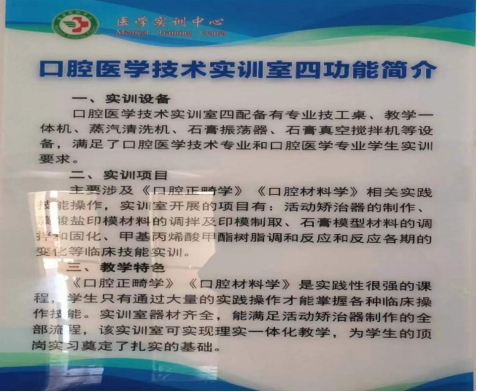 医学实训中心
Medical Training Center
口腔医学技术实训室四功能简介
一、实训设备
口腔医学技术实训室四配备有专业技工桌、教学一
体机、蒸汽清洗机、石膏振荡器、石膏真空搅拌机等设
备，满足了口腔医学技术专业和口腔医学专业学生实训
要求。
二、实训项目
主要涉及《口腔正畸学》《口腔材料学》相关实践
技能操作，实训室开展的项目有：活动矫治器的制作、
酸盐印模材料的调拌及印模制取、石膏模型材料的调
拌和固化、甲基丙烯酸甲酯树脂调和反应和反应各期的
变化等临床技能实训。
三、教学特色
《口腔正畸学》《口腔材料学》是实践性很强的课
程，学生只有通过大量的实践操作才能掌握各种临床操
作技能。实训室器材齐全，能满足活动矫治器制作的全
部流程，该实训室可实现理实一体化教学，为学生的顶
岗实习奠定了扎实的基础。